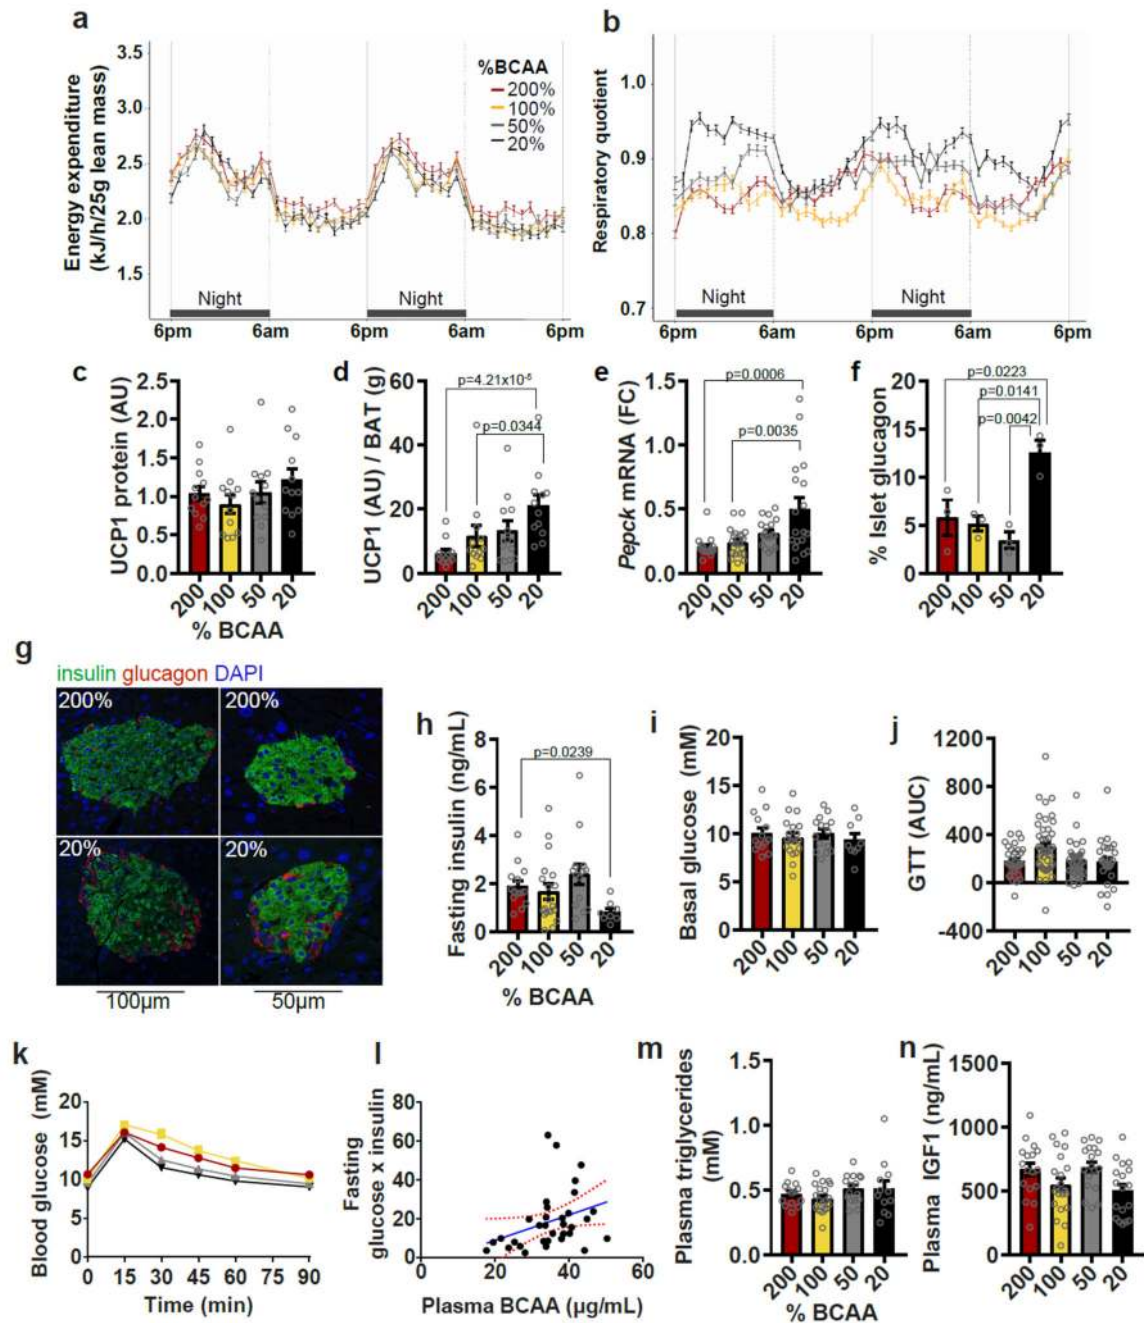 a
Energy expenditure
(kJ/h/25g lean mass)
3.5
3.0
2.5
2.0
1.5
%BCAA
200%
100%
50%
20%
Night
Night
6pm 6am 6pm 6am 6pm
b
Respiratory quotient
1.0
0.9
0.8
0.7
Night
Night
6pm 6am 6pm 6am 6pm
c
UCP1 protein (AU)
2.5
2.0
1.5
1.0
0.5
0.0
200 100 50 20
% BCAA
d
UCP1 (AU) / BAT (g)
60
40
20
0
p=4.21x10-5
p=0.0344
200 100 50 20
e
Pepck mRNA (FC)
1.5
1.0
0.5
0.0
p=0.0006
p=0.0035
200 100 50 20
f
% Islet glucagon
20
15
10
5
0
p=0.0223
p=0.0141
p=0.0042
200 100 50 20
g
insulin glucagon DAPI
200% 200%
20% 20%
100µm 50µm
h
Fasting insulin (ng/mL)
8
6
4
2
0
p=0.0239
200 100 50 20
% BCAA
i
Basal glucose (mM)
20
15
10
5
0
200 100 50 20
j
GTT (AUC)
1200
800
400
0
-400
200 100 50 20
k
Blood glucose (mM)
20
15
10
5
0
0 15 30 45 60 75 90
Time (min)
l
Fasting
glucose x insulin
80
60
40
20
0
0 20 40 60
Plasma BCAA (µg/mL)
m
Plasma triglycerides
(mM)
1.5
1.0
0.5
0.0
200 100 50 20
% BCAA
n
Plasma IGF1 (ng/mL)
1500
1000
500
0
200 100 50 20